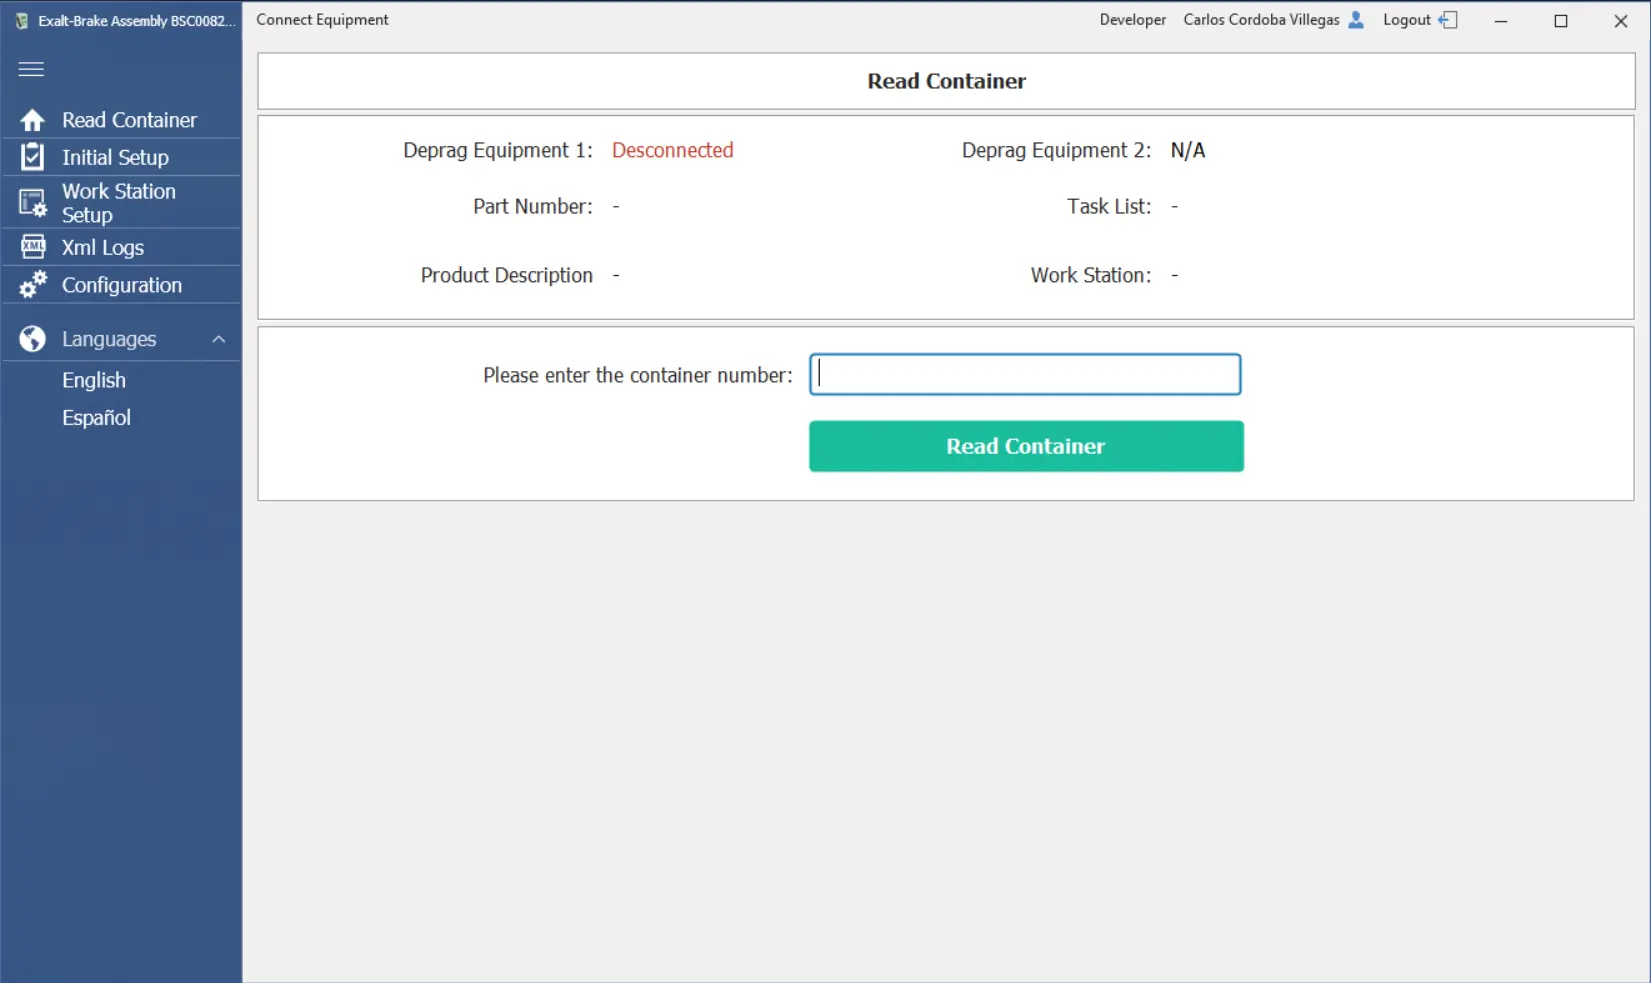 Exalt-Brake Assembly BSC0082...
Connect Equipment
Developer
Carlos Cordoba Villegas
Logout
Read Container
Initial Setup
Work Station
Setup
XML
Xml Logs
Configuration
Languages
English
Español
Read Container
Deprag Equipment 1: Desconnected
Deprag Equipment 2: N/A
Part Number: -
Task List: -
Product Description -
Work Station: -
Please enter the container number:
Read Container